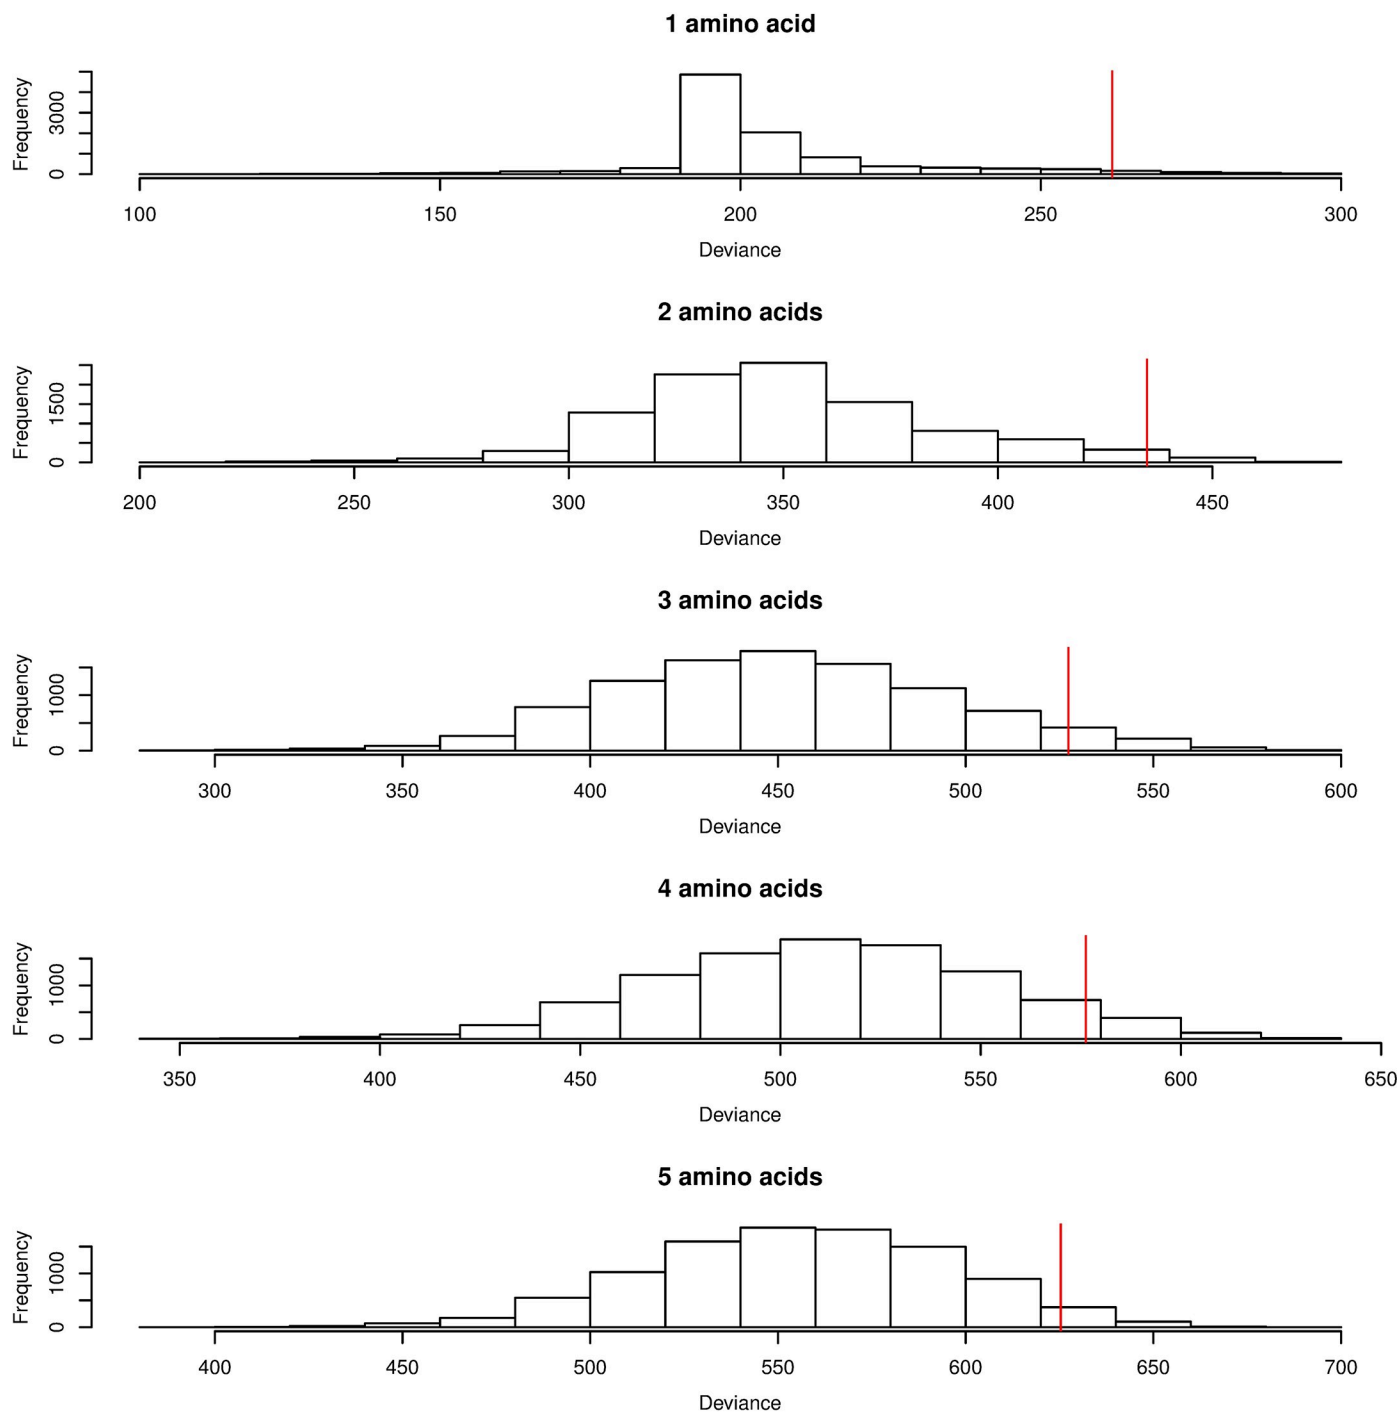 1 amino acid
Frequency
0 3000
100 150 200 250 300
Deviance
2 amino acids
Frequency
0 1500
200 250 300 350 400 450
Deviance
3 amino acids
Frequency
0 1000
300 350 400 450 500 550 600
Deviance
4 amino acids
Frequency
0 1000
350 400 450 500 550 600 650
Deviance
5 amino acids
Frequency
0 1000
400 450 500 550 600 650 700
Deviance